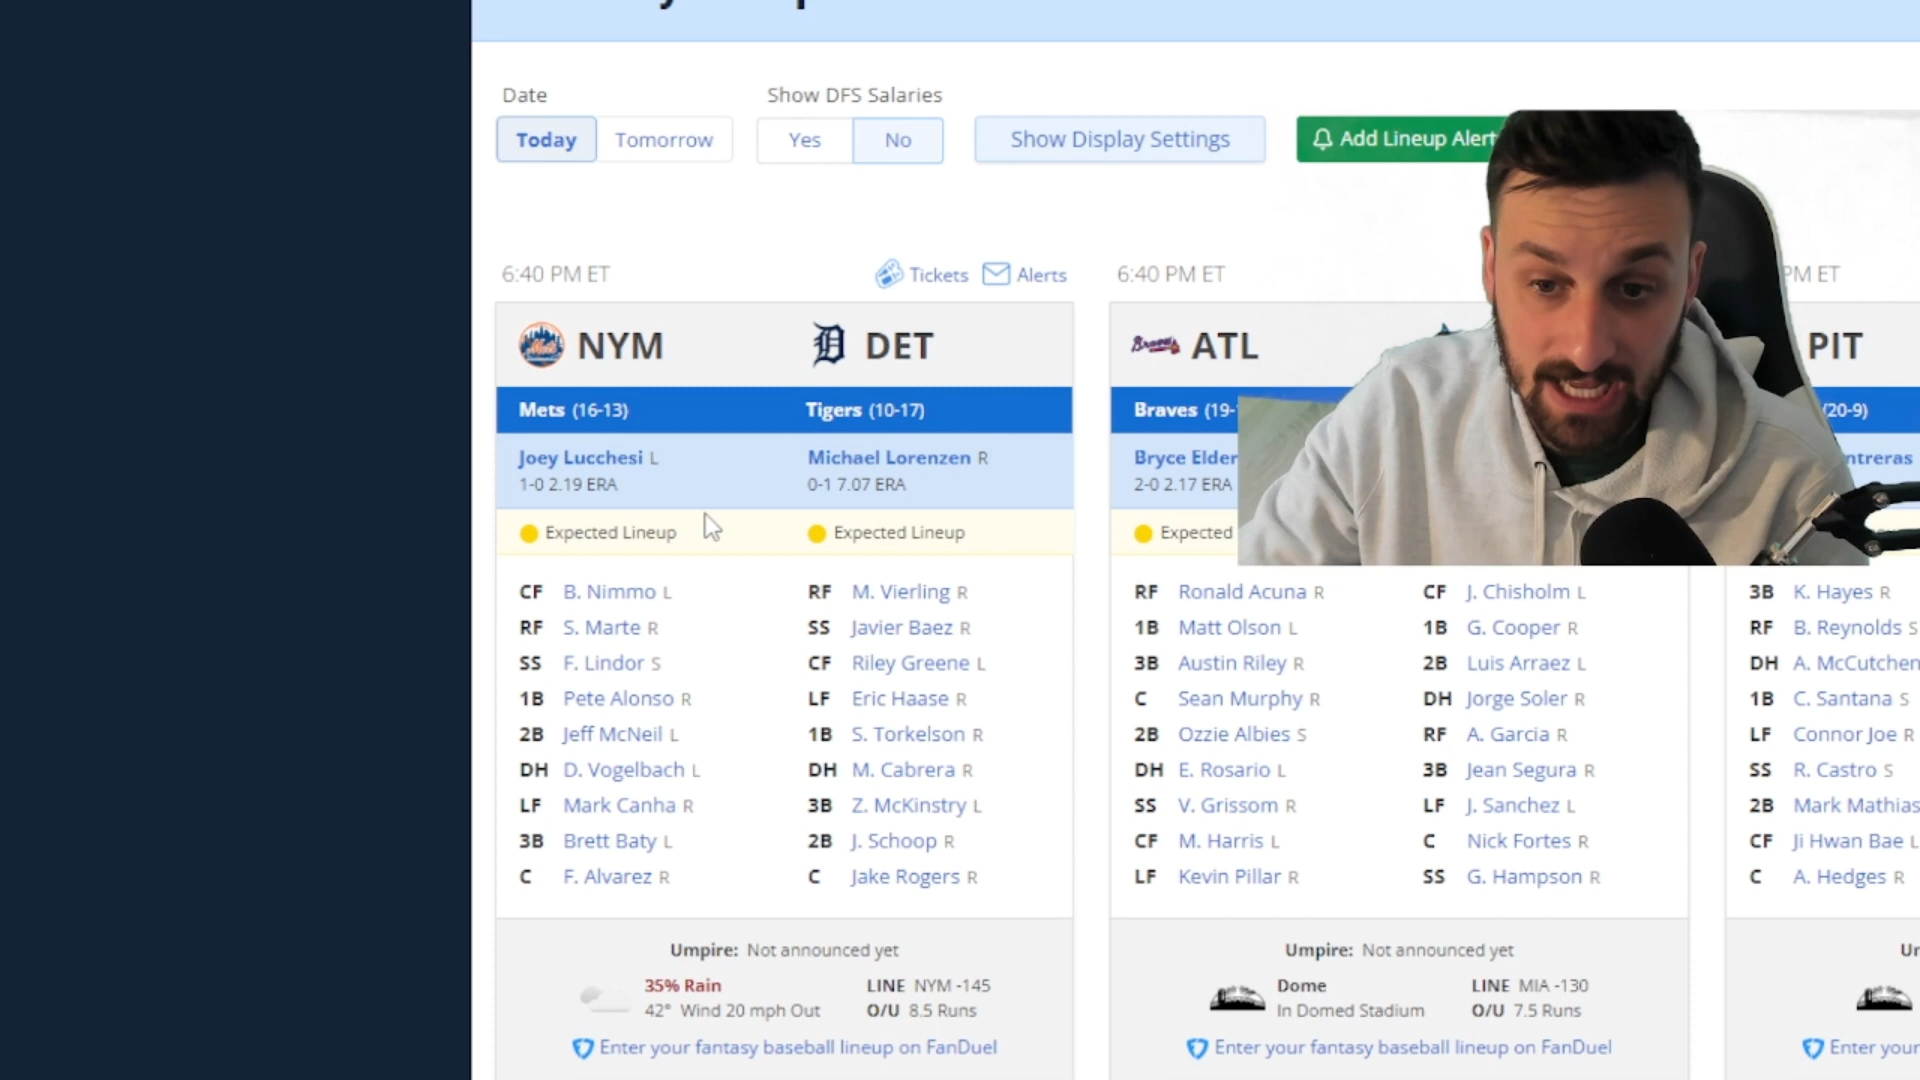 Date
Show DFS Salaries
Today
Tomorrow
Yes
No
Show Display Settings
Add Lineup Alert
6:40 PM ET
Tickets
Alerts
6:40 PM ET
PM ET
NYM
DET
ATL
PIT
Mets (16-13)
Tigers (10-17)
Braves (19-
(20-9)
Joey Lucchesi L
Michael Lorenzen R
Bryce Elder
ntreras
1-0 2.19 ERA
0-1 7.07 ERA
2-0 2.17 ERA
Expected Lineup
Expected Lineup
Expected
CF B. Nimmo L
RF S. Marte R
SS F. Lindor S
1B Pete Alonso R
2B Jeff McNeil L
DH D. Vogelbach L
LF Mark Canha R
3B Brett Baty L
C F. Alvarez R
RF M. Vierling R
SS Javier Baez R
CF Riley Greene L
LF Eric Haase R
1B S. Torkelson R
DH M. Cabrera R
3B Z. McKinstry L
2B J. Schoop R
C Jake Rogers R
RF Ronald Acuna R
1B Matt Olson L
3B Austin Riley R
C Sean Murphy R
2B Ozzie Albies S
DH E. Rosario L
SS V. Grissom R
CF M. Harris L
LF Kevin Pillar R
CF J. Chisholm L
1B G. Cooper R
2B Luis Arraez L
DH Jorge Soler R
RF A. Garcia R
3B Jean Segura R
LF J. Sanchez L
C Nick Fortes R
SS G. Hampson R
3B K. Hayes R
RF B. Reynolds S
DH A. McCutchen
1B C. Santana S
LF Connor Joe R
SS R. Castro S
2B Mark Mathias
CF Ji Hwan Bae L
C A. Hedges R
Umpire: Not announced yet
35% Rain
42° Wind 20 mph Out
LINE NYM -145
O/U 8.5 Runs
Enter your fantasy baseball lineup on FanDuel
Umpire: Not announced yet
Dome
In Domed Stadium
LINE MIA -130
O/U 7.5 Runs
Enter your fantasy baseball lineup on FanDuel
Ur
Enter your